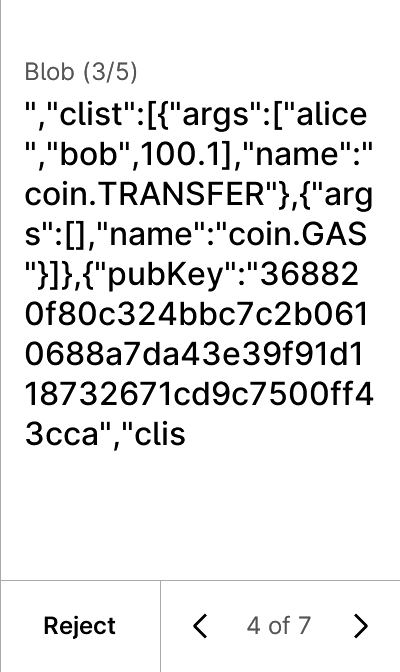 Blob (3/5)
","clist":[{"args":["alice
","bob",100.1],"name":"
coin.TRANSFER"},{"arg
s":[],"name":"coin.GAS
"}]},{"pubKey":"36882
0f80c324bbc7c2b061
0688a7da43e39f91d1
18732671cd9c7500ff4
3cca","clis
Reject
4 of 7